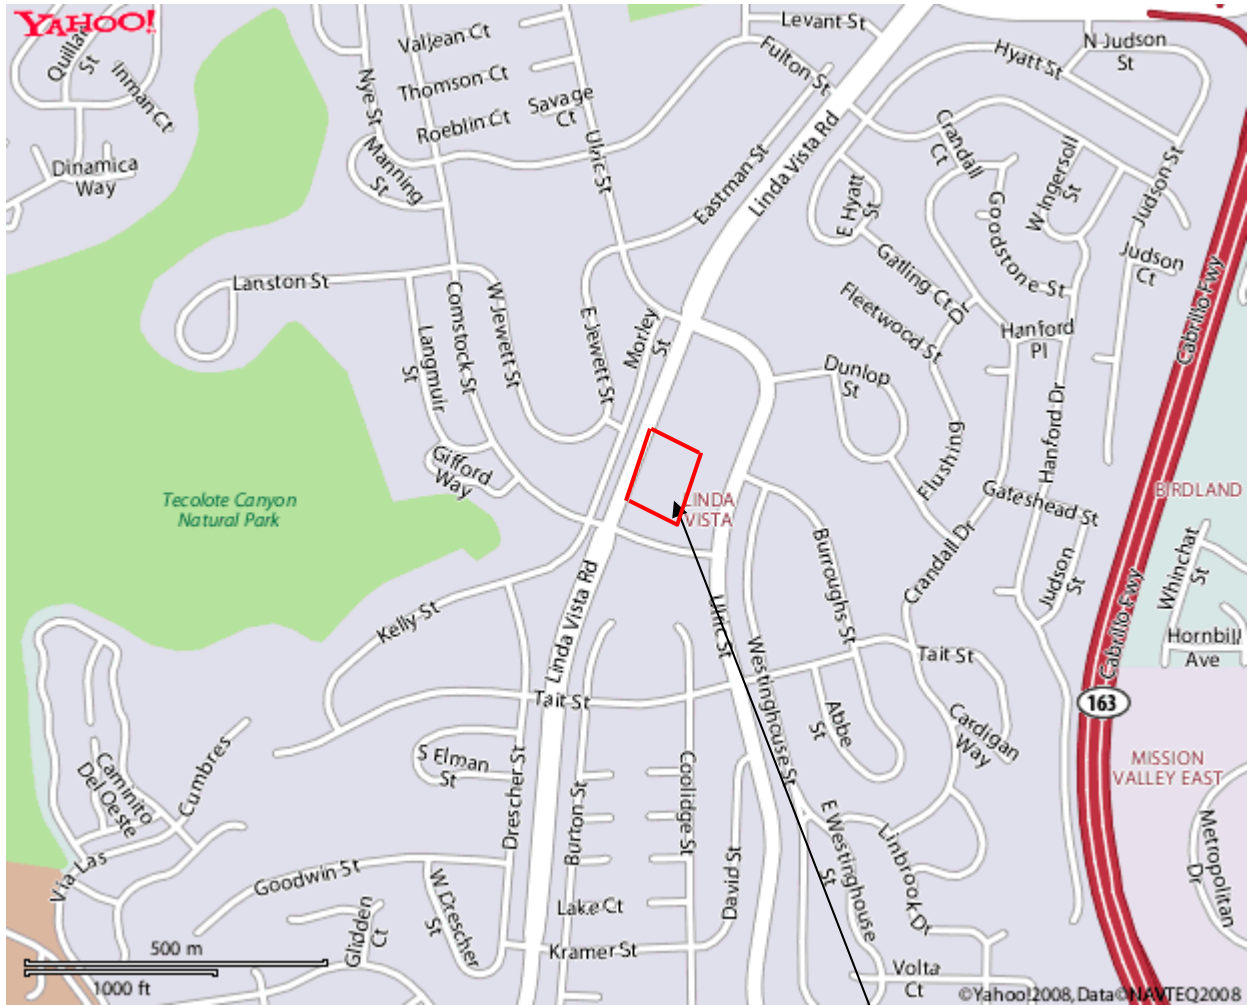 YAHOO!
Quillan
St
Inman Ct
Dinamica
Way
Valjean Ct
Thomson Ct
Roeblin Ct
Savage
Ct
Nye St
Manning
St
Ulric St
Levant St
Fulton St
Eastman St
Linda Vista Rd
Hyatt St
N Judson
St
Crandall
Ct
W Ingersoll
St
Judson St
Judson
Ct
E Hyatt
St
Goodstone St
Gatling Ct
Dr
Fleetwood St
Hanford
Pl
Cabrillo Fwy
Lanston St
Comstock St
W Jewett St
Langmuir
St
E Jewett St
Morley
St
Dunlop
St
Hanford Dr
Flushing
Gifford
Way
Gateshead St
BIRDLAND
Tecolote Canyon
Natural Park
LINDA
VISTA
Crandall Dr
Burroughs St
Judson
St
Whinchat
St
Cabrillo Fwy
Hornbill
Ave
Kelly St
Linda Vista Rd
Ulric St
Westinghouse St
Tait St
Tait St
163
Abbe
St
Cardigan
Way
MISSION
VALLEY EAST
S Elman
St
Cumbres
Caminito
Del Oeste
Via Las
Drescher St
Burton St
Coolidge St
David St
E Westinghouse
St
Linbrook Dr
Metropolitan
Dr
Goodwin St
W Drescher
St
Glidden
Ct
Lake Ct
Kramer St
Volta
Ct
500 m
1000 ft
©Yahoo!2008, Data©NAVTEQ2008